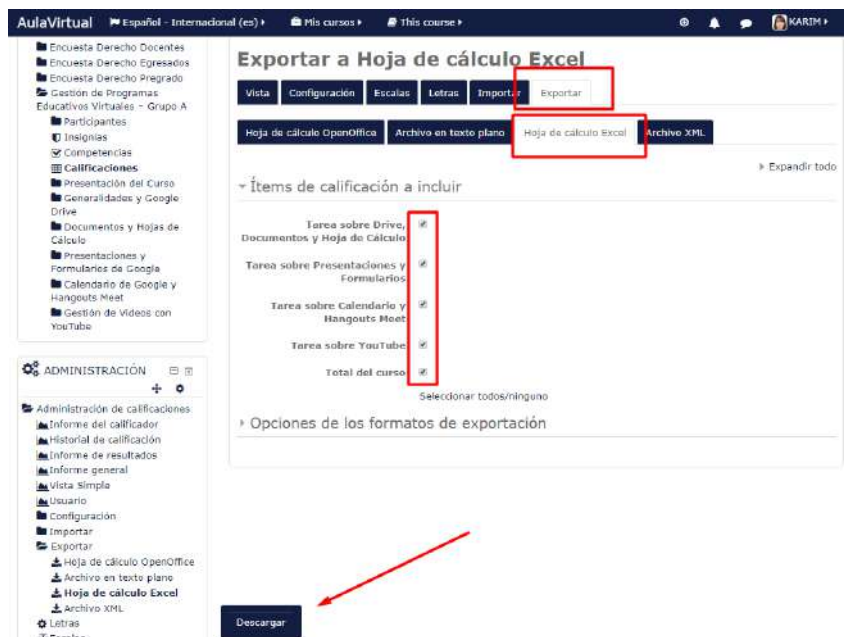 AulaVirtual Español - Internacional (es) Mis cursos This course KARIM
Encuesta Derecho Docentes
Encuesta Derecho Egresados
Encuesta Derecho Pregrado
Gestión de Programas
Educativos Virtuales - Grupo A
Participantes
Insignias
Competencias
Calificaciones
Presentación del Curso
Generalidades y Google
Drive
Documentos y Hojas de
Cálculo
Presentaciones y
Formularios de Google
Calendario de Google y
Hangouts Meet
Gestión de Videos con
YouTube
ADMINISTRACIÓN
Administración de calificaciones
Informe del calificador
Historial de calificación
Informe de resultados
Informe general
Vista Simple
Usuario
Configuración
Importar
Exportar
Hoja de cálculo OpenOffice
Archivo en texto plano
Hoja de cálculo Excel
Archivo XML
Letras
Escalas
Exportar a Hoja de cálculo Excel
Vista Configuración Escalas Letras Importar Exportar
Hoja de cálculo OpenOffice Archivo en texto plano Hoja de cálculo Excel Archivo XML
Expandir todo
Ítems de calificación a incluir
Tarea sobre Drive,
Documentos y Hoja de Cálculo
Tarea sobre Presentaciones y
Formularios
Tarea sobre Calendario y
Hangouts Meet
Tarea sobre YouTube
Total del curso
Seleccionar todos/ninguno
Opciones de los formatos de exportación
Descargar